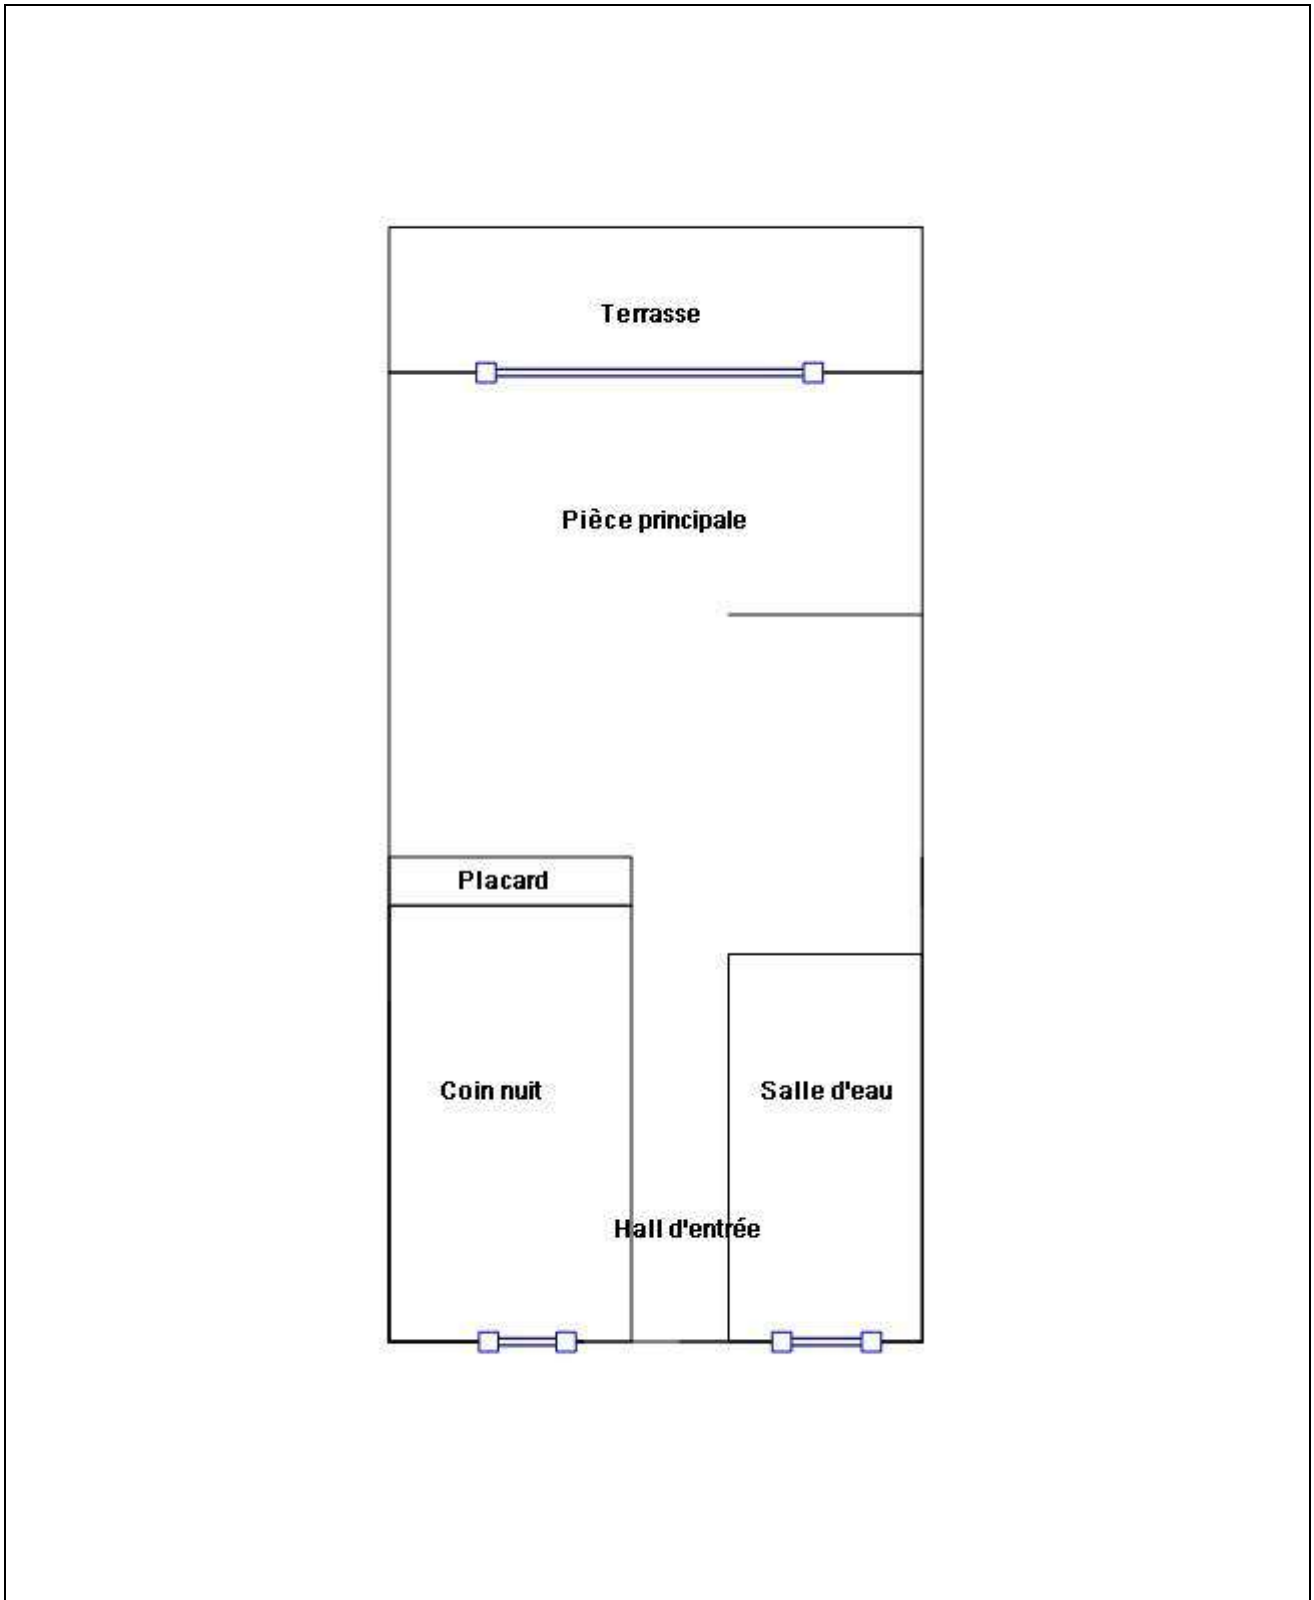 Terrasse
Pièce principale
Placard
Coin nuit
Salle d'eau
Hall d'entrée